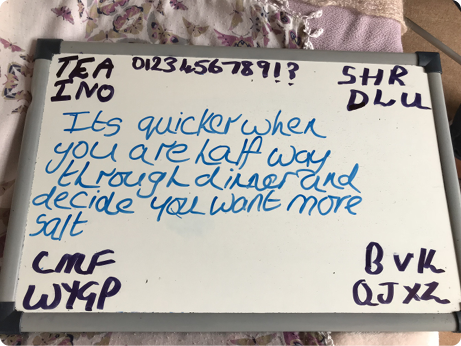 TEA 0123456789!? SHR
INO DLU
Its quicker when
you are half way
through dinner and
decide you want more
salt
CMF BVK
WYGP QJXZ